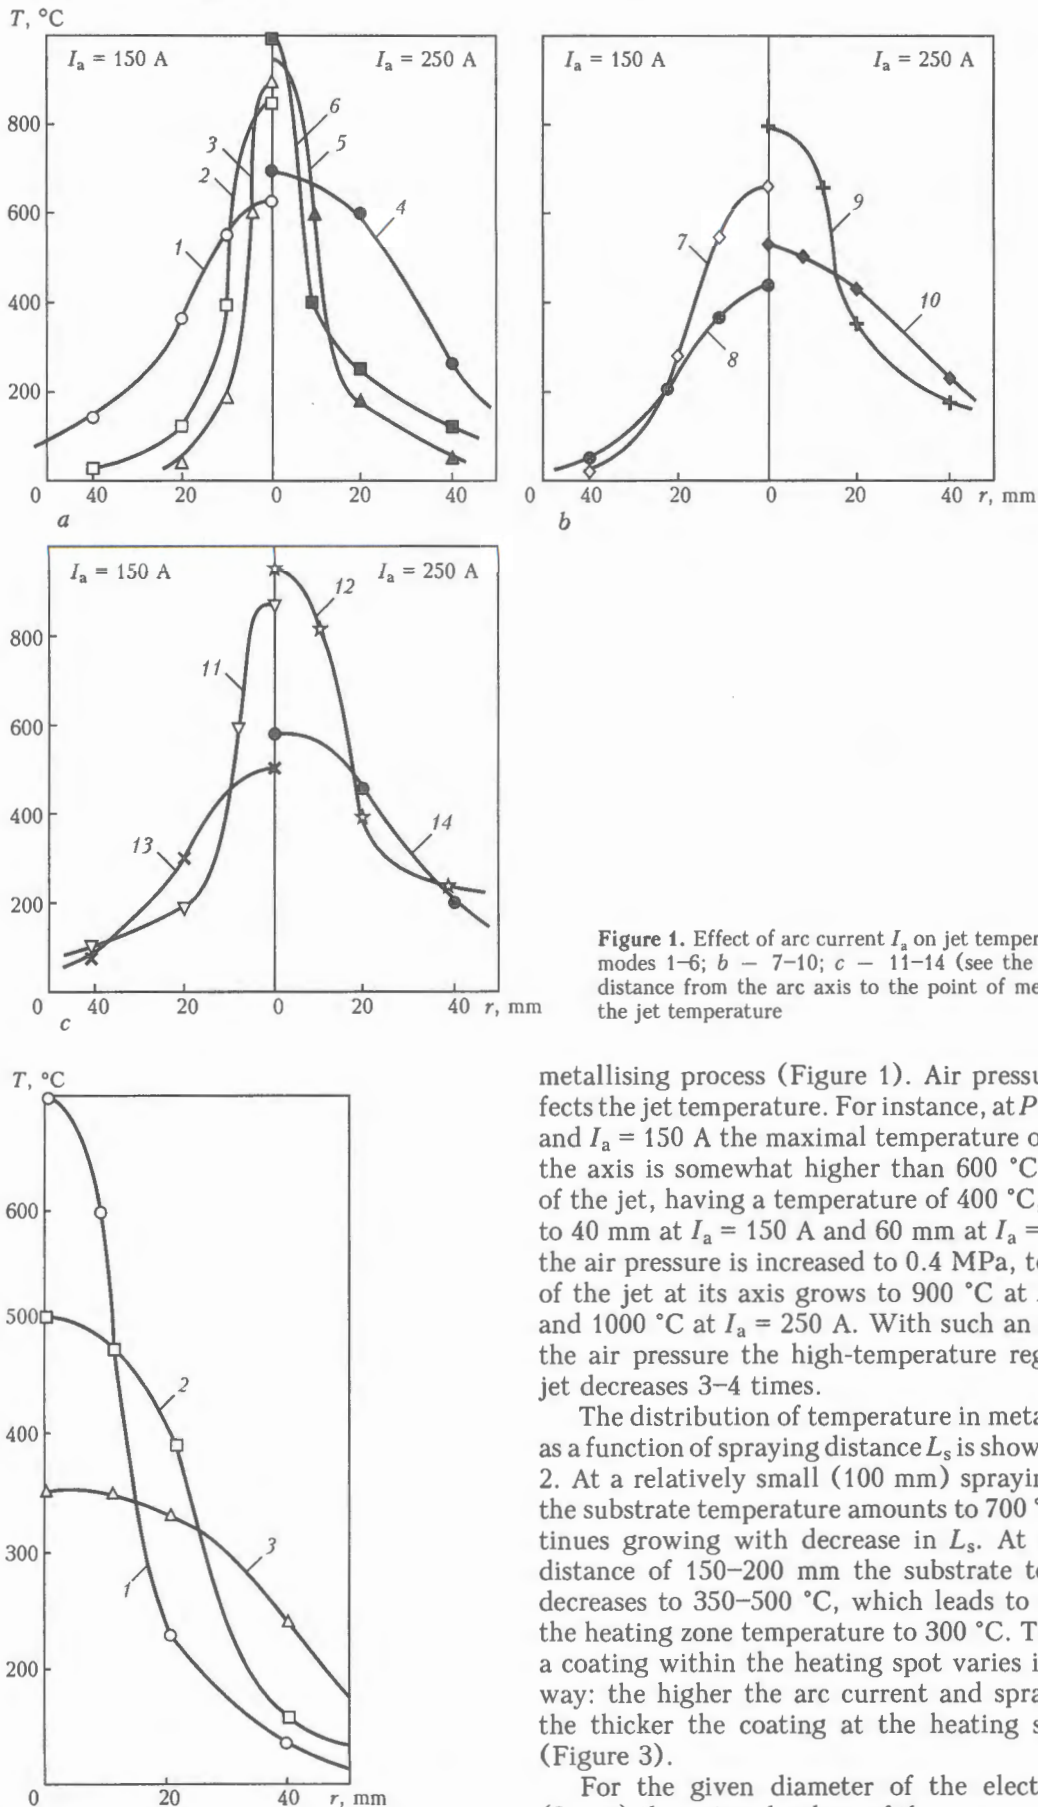 T, °C
Ia = 150 A
Ia = 250 A
800
600
400
200
0
40
20
0
20
40
1
2
3
4
5
6
a
Ia = 150 A
Ia = 250 A
7
8
9
10
0
40
20
0
20
40 r, mm
b
Ia = 150 A
Ia = 250 A
800
600
400
200
11
12
13
14
0
40
20
0
20
40 r, mm
c
Figure 1. Effect of arc current Ia on jet temper
modes 1–6; b — 7–10; c — 11–14 (see the
distance from the arc axis to the point of me
the jet temperature
T, °C
600
500
400
300
200
1
2
3
0
20
r, mm
metallising process (Figure 1). Air pressu
fects the jet temperature. For instance, at P
and Ia = 150 A the maximal temperature o
the axis is somewhat higher than 600 °C
of the jet, having a temperature of 400 °C,
to 40 mm at Ia = 150 A and 60 mm at Ia =
the air pressure is increased to 0.4 MPa, te
of the jet at its axis grows to 900 °C at
and 1000 °C at Ia = 250 A. With such an
the air pressure the high-temperature reg
jet decreases 3–4 times.
The distribution of temperature in meta
as a function of spraying distance Ls is show
2. At a relatively small (100 mm) sprayin
the substrate temperature amounts to 700 °
tinues growing with decrease in Ls. At
distance of 150–200 mm the substrate te
decreases to 350–500 °C, which leads to
the heating zone temperature to 300 °C. T
a coating within the heating spot varies i
way: the higher the arc current and spra
the thicker the coating at the heating s
(Figure 3).
For the given diameter of the elect